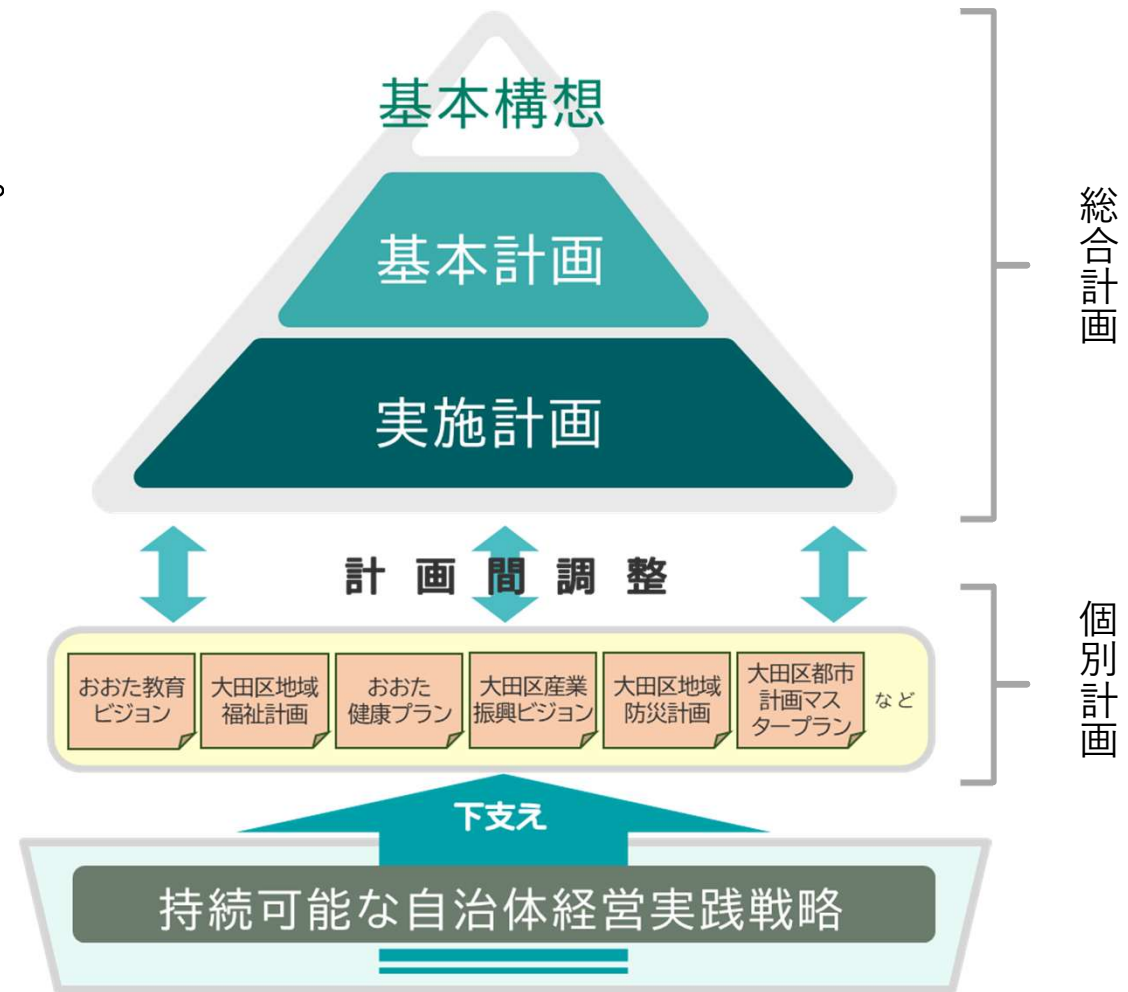 基本構想
。
基本計画
実施計画
総合計画
計画間調整
おおた教育
ビジョン
大田区地域
福祉計画
おおた
健康プラン
大田区産業
振興ビジョン
大田区地域
防災計画
大田区都市
計画マス
タープラン
など
個別計画
下支え
持続可能な自治体経営実践戦略